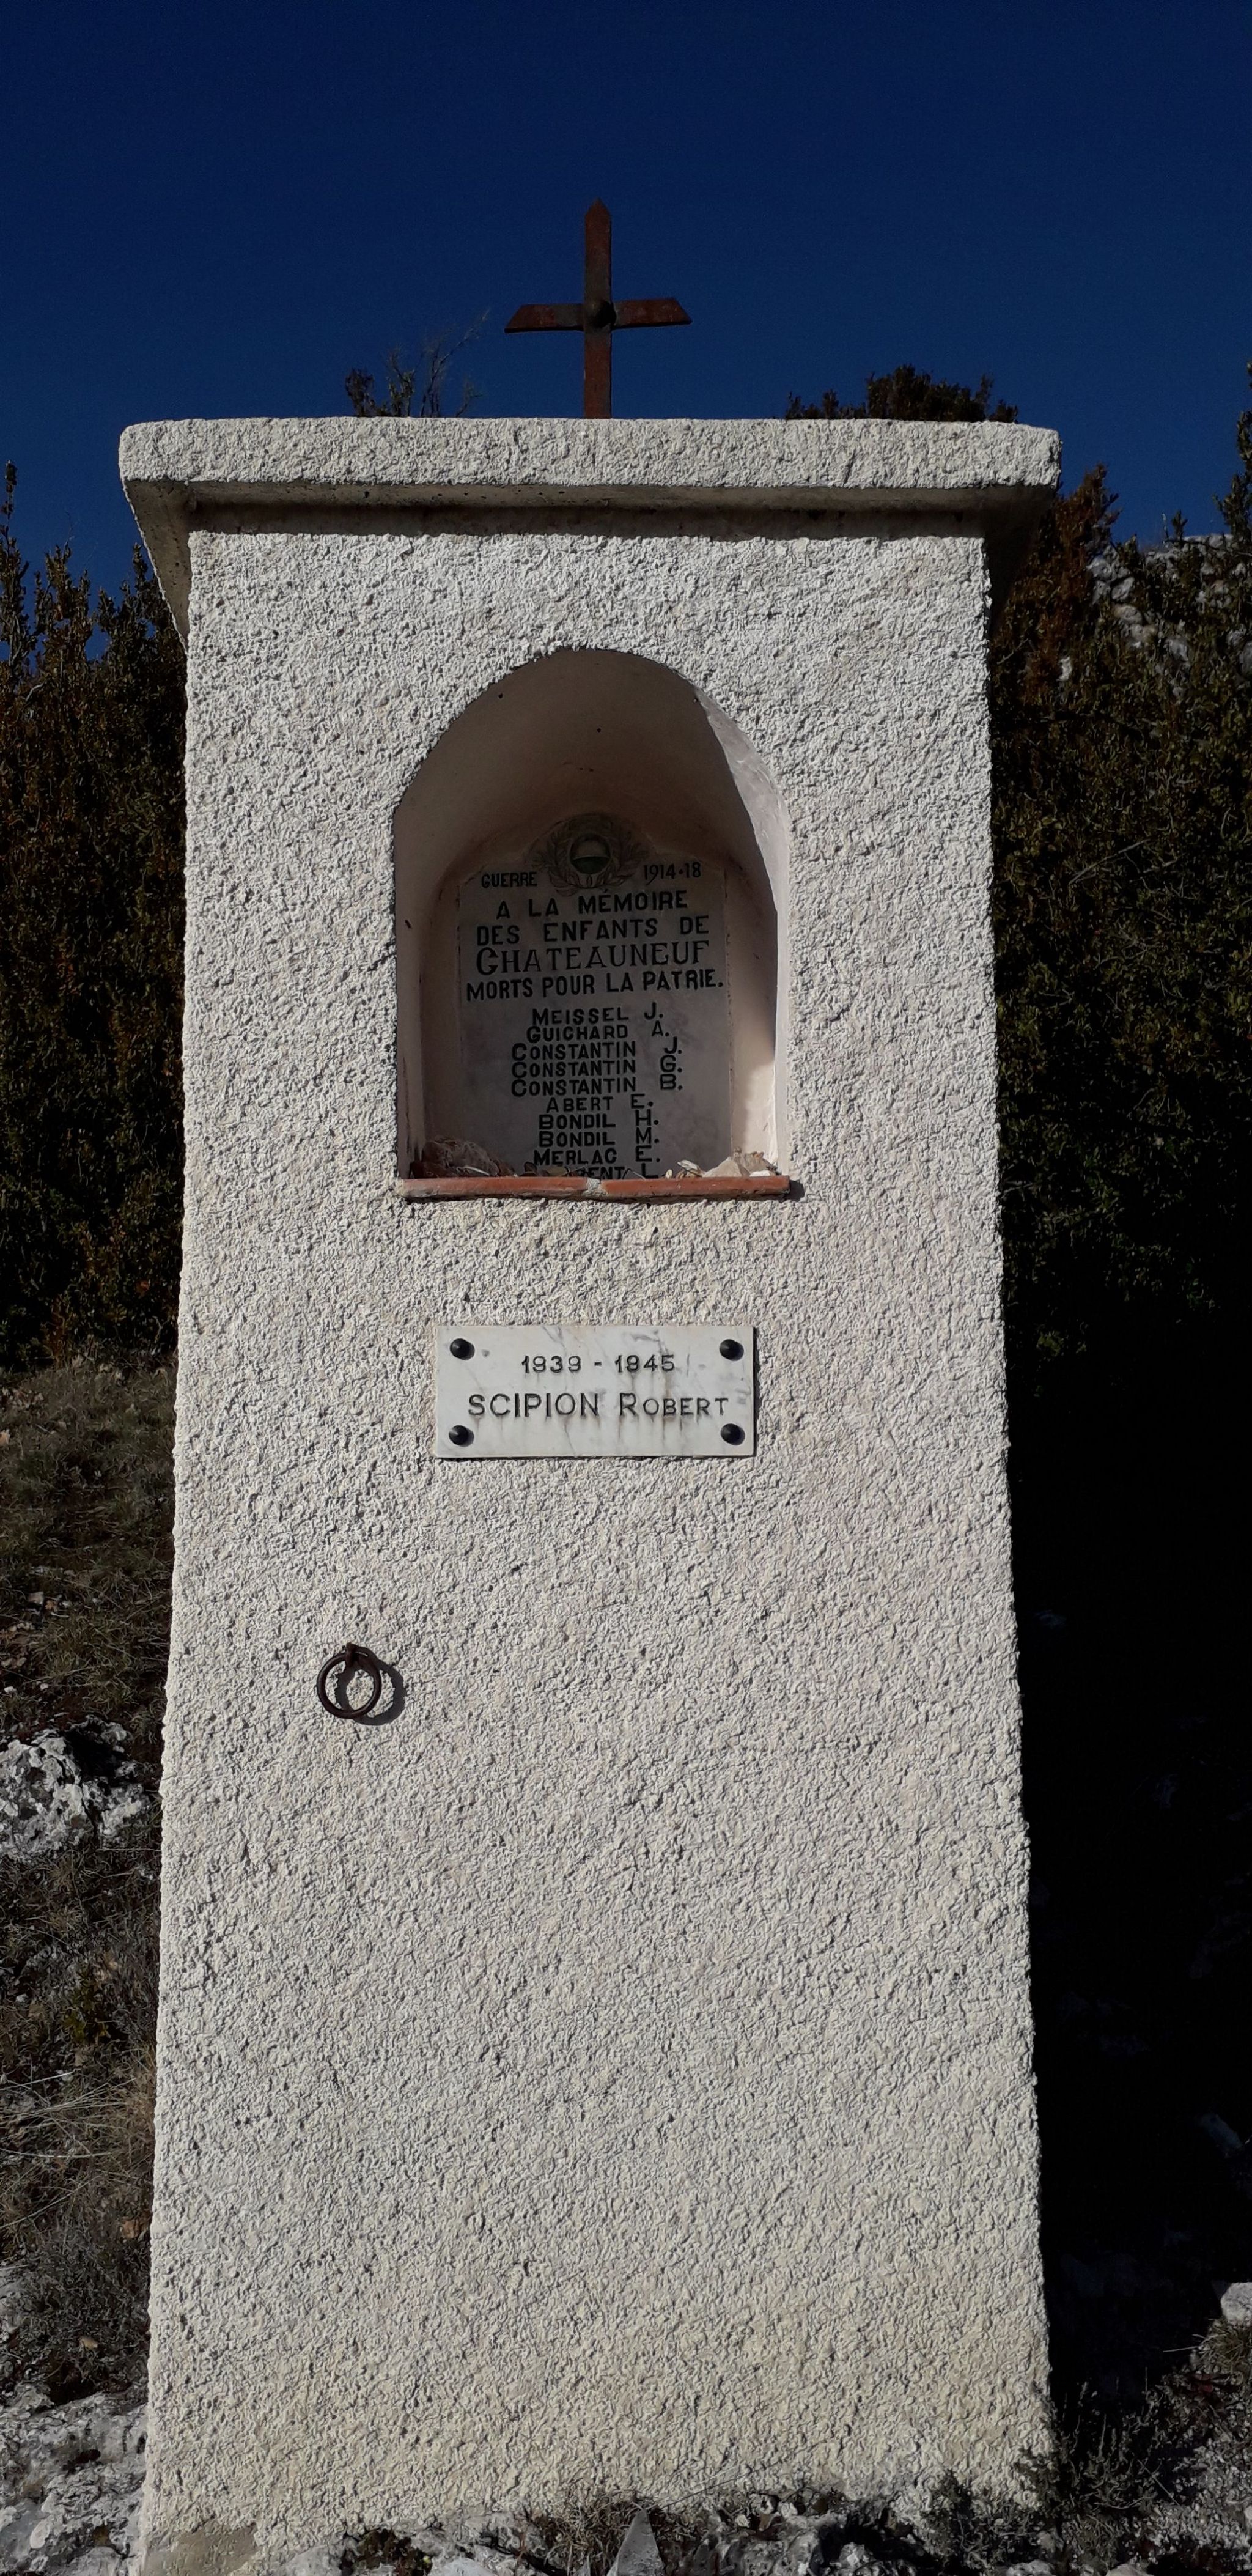 GUERRE 1914-18
A LA MÉMOIRE
DES ENFANTS DE
CHATEAUNEUF
MORTS POUR LA PATRIE.
MEISSEL J.
GUICHARD A.
CONSTANTIN J.
CONSTANTIN G.
CONSTANTIN B.
ABERT E.
BONDIL H.
BONDIL M.
MERLAC E.
L.
1939 - 1945
SCIPION ROBERT